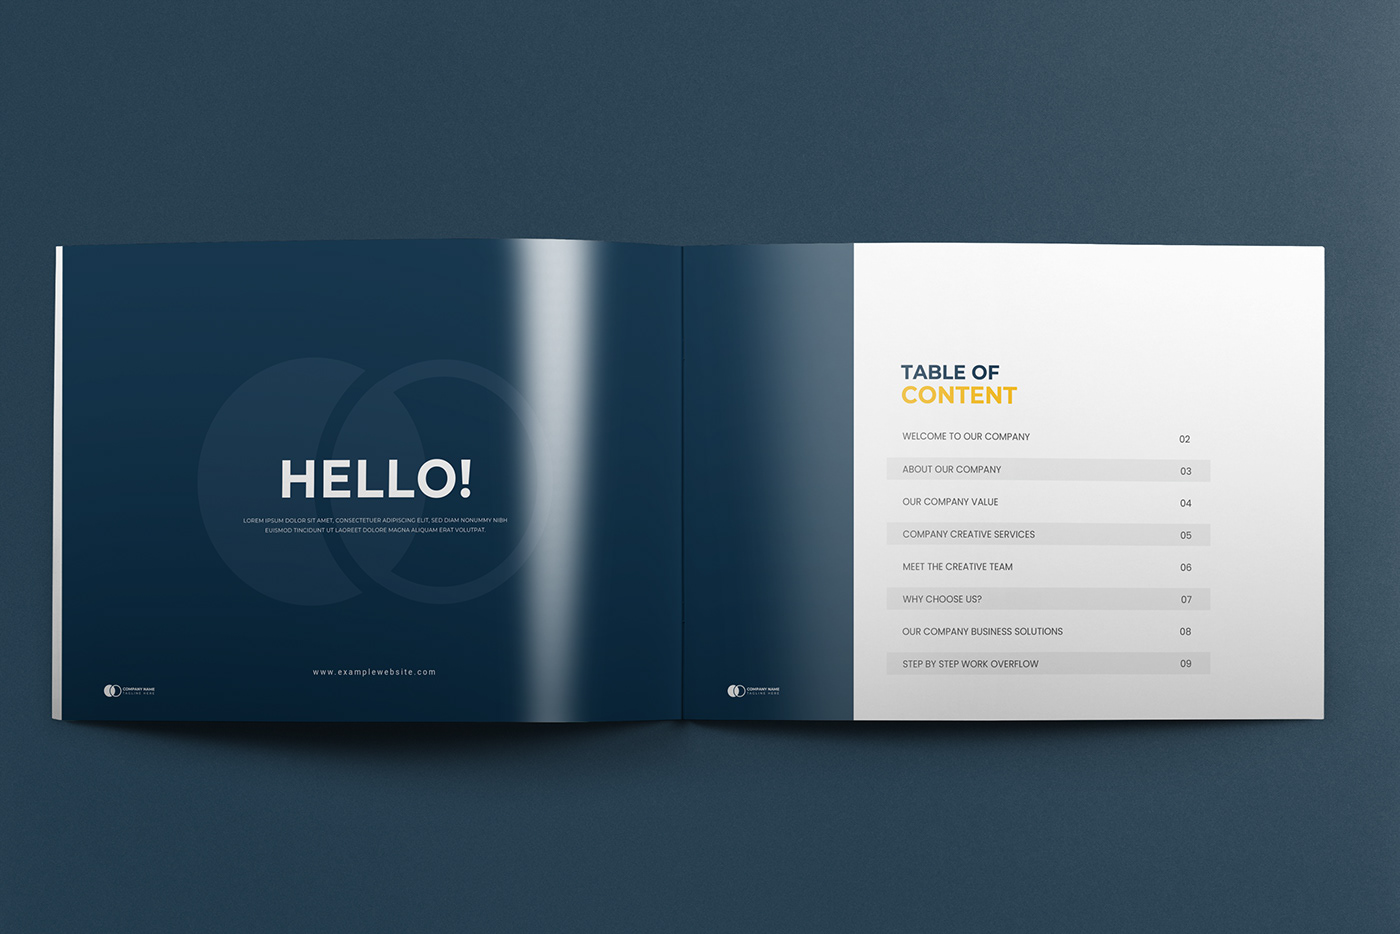 HELLO!
LOREM IPSUM DOLOR SIT AMET, CONSECTETUER ADIPISCING ELIT, SED DIAM NONUMMY NIBH
EUISMOD TINCIDUNT UT LAOREET DOLORE MAGNA ALIQUAM ERAT VOLUTPAT.
www.examplewebsite.com
COMPANY NAME
TAGLINE HERE
TABLE OF
CONTENT
WELCOME TO OUR COMPANY 02
ABOUT OUR COMPANY 03
OUR COMPANY VALUE 04
COMPANY CREATIVE SERVICES 05
MEET THE CREATIVE TEAM 06
WHY CHOOSE US? 07
OUR COMPANY BUSINESS SOLUTIONS 08
STEP BY STEP WORK OVERFLOW 09
COMPANY NAME
TAGLINE HERE